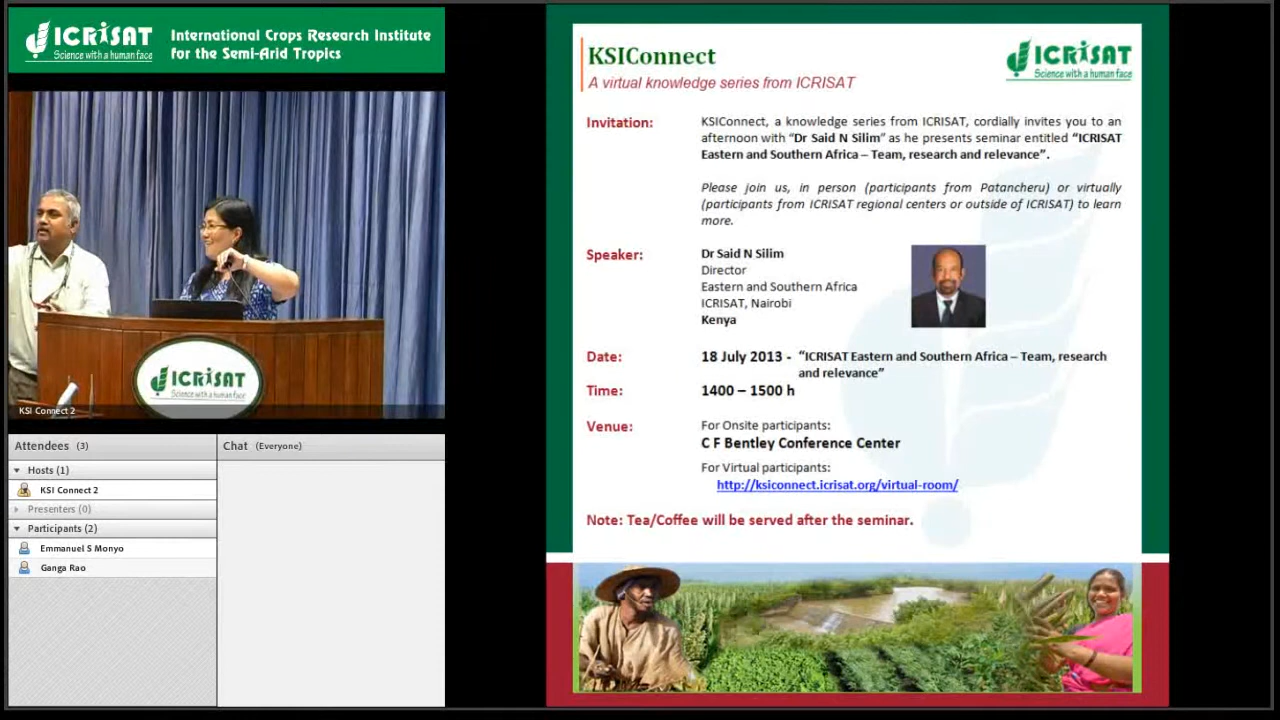 ICRISAT
Science with a human face
International Crops Research Institute
for the Semi-Arid Tropics
ICRISAT
Science with a human face
KSI Connect 2
Attendees (3)
Hosts (1)
KSI Connect 2
Presenters (0)
Participants (2)
Emmanuel S Monyo
Ganga Rao
Chat (Everyone)
KSIConnect
A virtual knowledge series from ICRISAT
ICRISAT
Science with a human face
Invitation:
KSIConnect, a knowledge series from ICRISAT, cordially invites you to an
afternoon with “Dr Said N Silim” as he presents seminar entitled “ICRISAT
Eastern and Southern Africa – Team, research and relevance”.
Please join us, in person (participants from Patancheru) or virtually
(participants from ICRISAT regional centers or outside of ICRISAT) to learn
more.
Speaker:
Dr Said N Silim
Director
Eastern and Southern Africa
ICRISAT, Nairobi
Kenya
Date:
18 July 2013 - “ICRISAT Eastern and Southern Africa – Team, research
and relevance”
Time:
1400 – 1500 h
Venue:
For Onsite participants:
C F Bentley Conference Center
For Virtual participants:
http://ksiconnect.icrisat.org/virtual-room/
Note: Tea/Coffee will be served after the seminar.